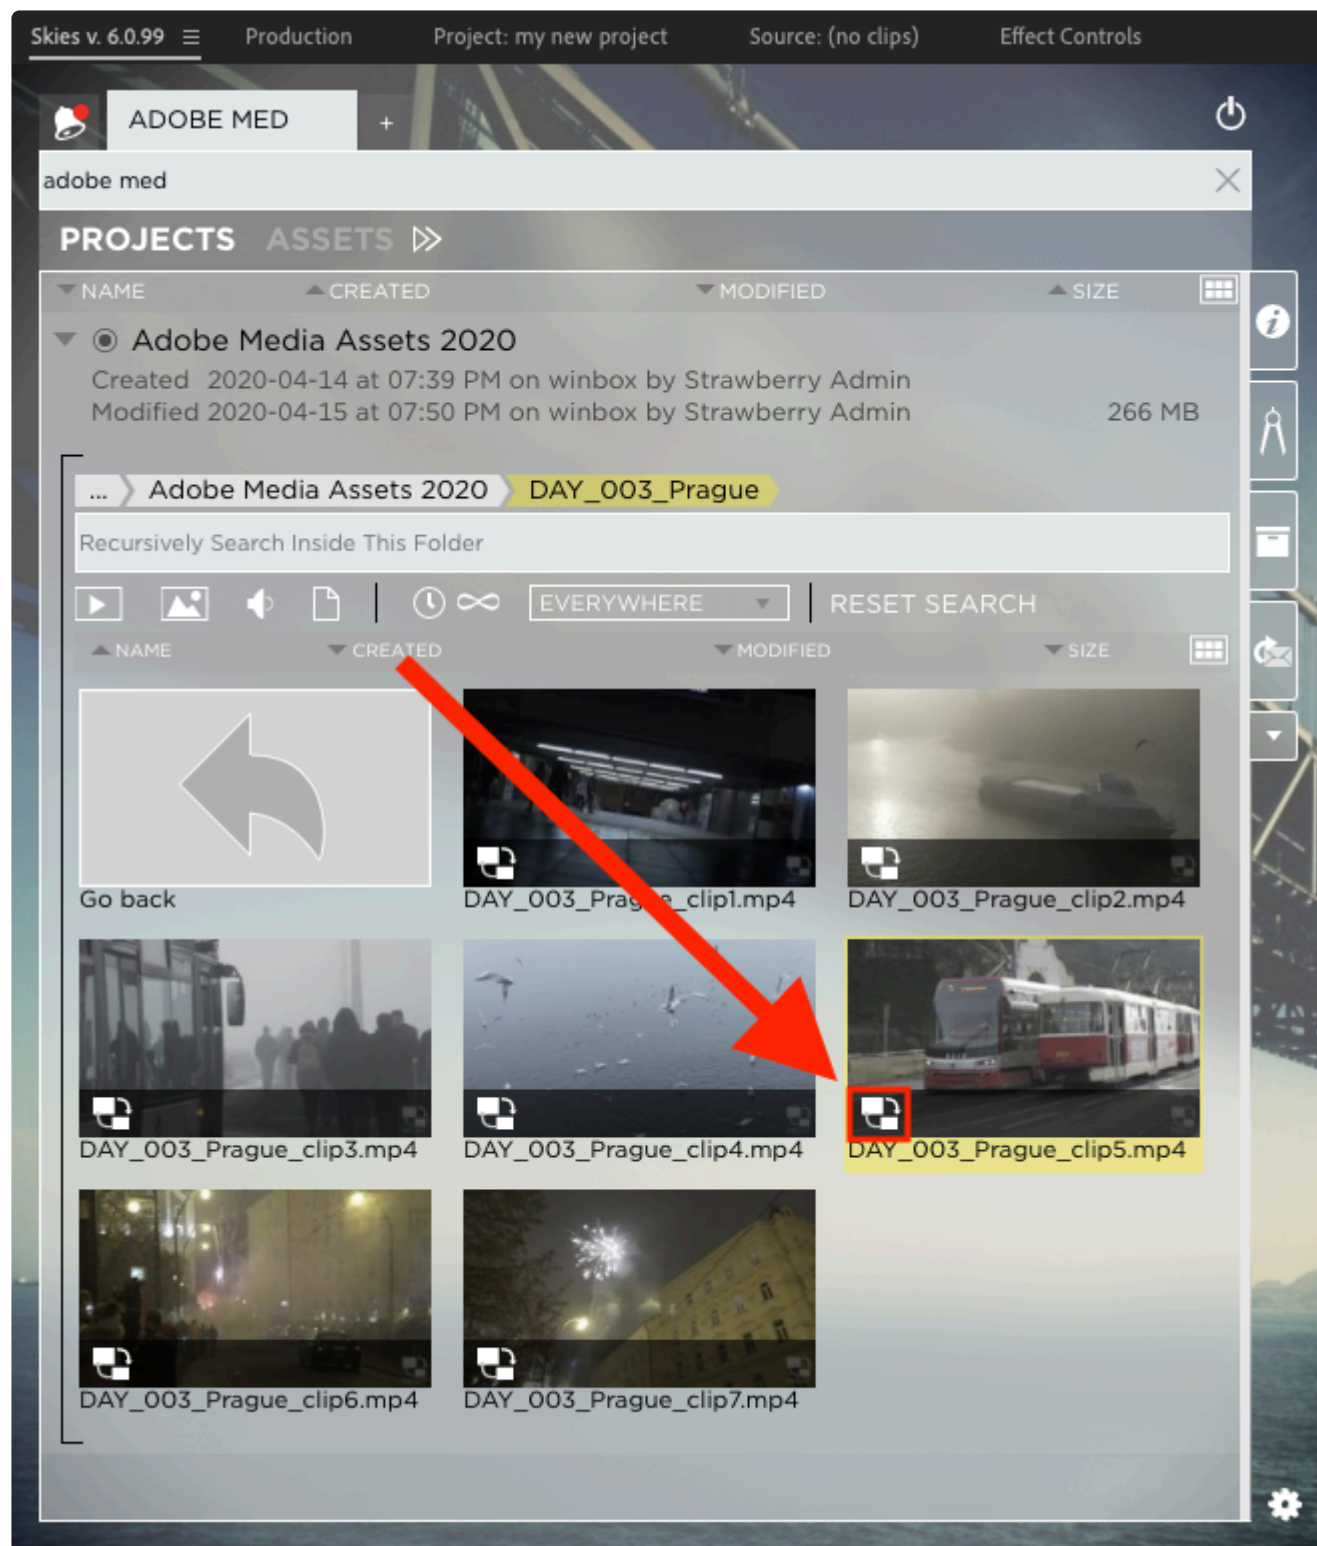 Skies v. 6.0.99 Production Project: my new project Source: (no clips) Effect Controls
ADOBE MED +
adobe med
PROJECTS ASSETS
NAME CREATED MODIFIED SIZE
Adobe Media Assets 2020
Created 2020-04-14 at 07:39 PM on winbox by Strawberry Admin
Modified 2020-04-15 at 07:50 PM on winbox by Strawberry Admin 266 MB
... Adobe Media Assets 2020 DAY_003_Prague
Recursively Search Inside This Folder
EVERYWHERE RESET SEARCH
NAME CREATED MODIFIED SIZE
Go back DAY_003_Prague_clip1.mp4 DAY_003_Prague_clip2.mp4
DAY_003_Prague_clip3.mp4 DAY_003_Prague_clip4.mp4 DAY_003_Prague_clip5.mp4
DAY_003_Prague_clip6.mp4 DAY_003_Prague_clip7.mp4